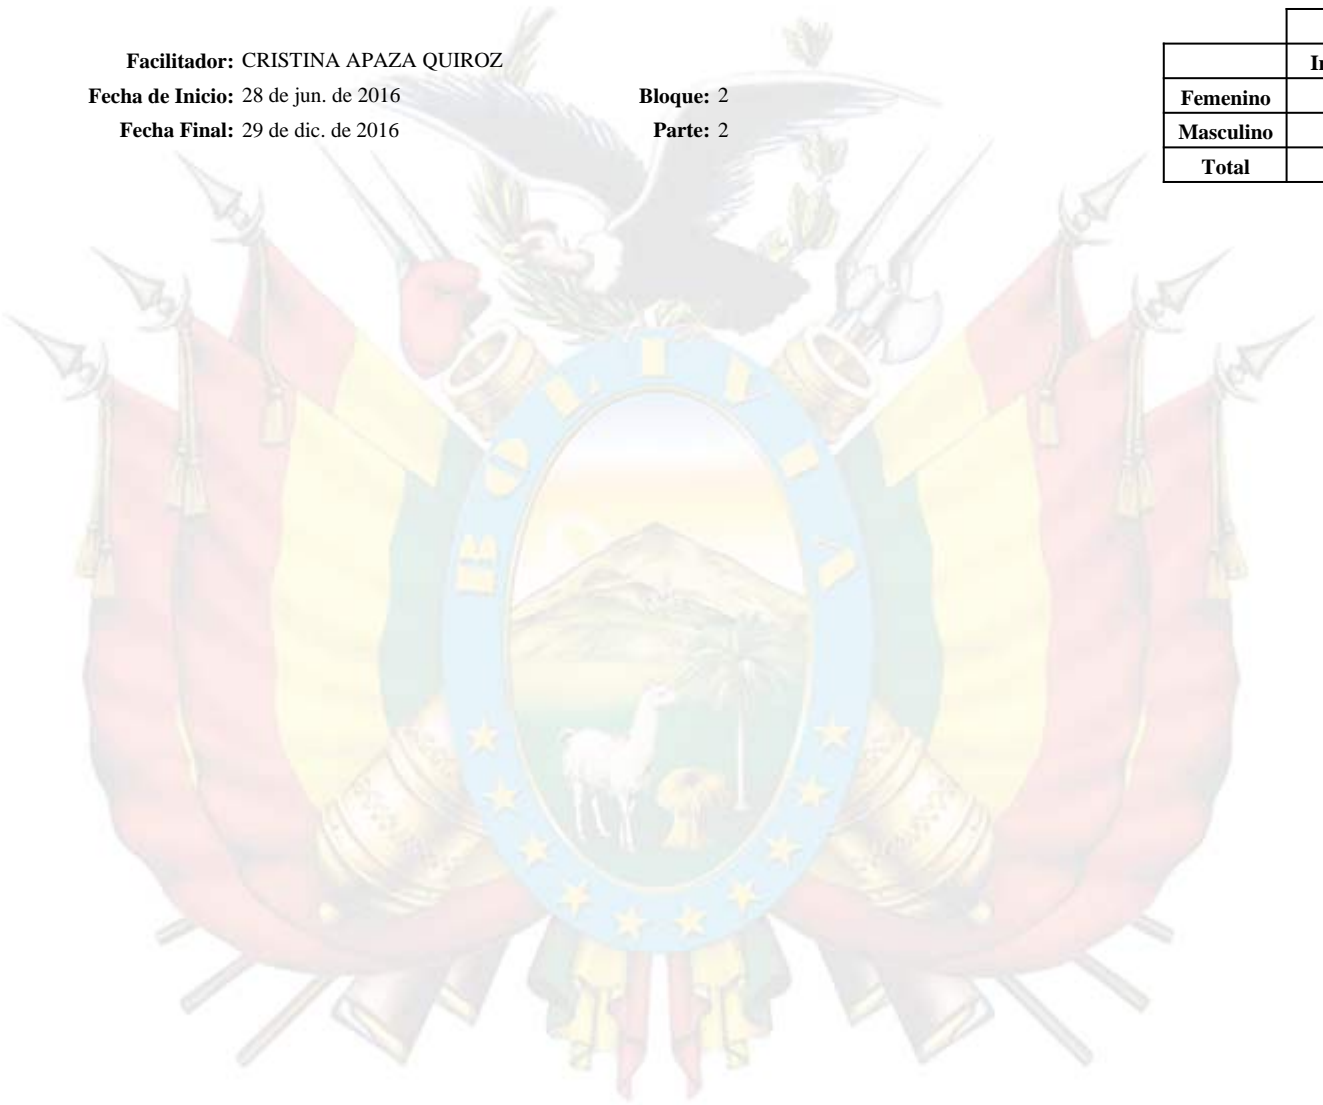 Facilitador: CRISTINA APAZA QUIROZ
Fecha de Inicio: 28 de jun. de 2016 Bloque: 2
Fecha Final: 29 de dic. de 2016 Parte: 2
Femenino
Masculino
Total
BOLIVIA